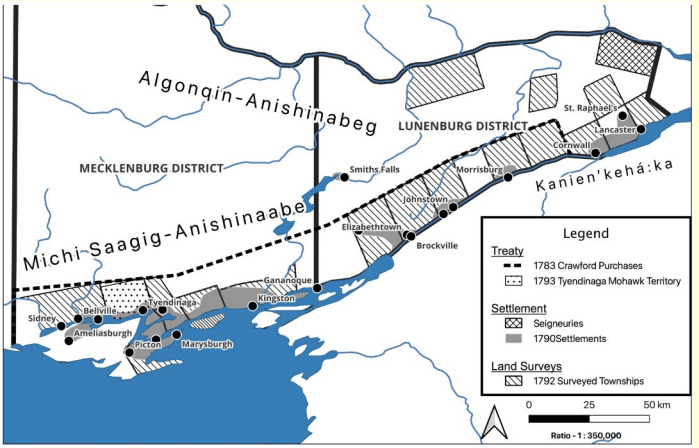 Algonqin-Anishinabeg
LUNENBURG DISTRICT
St. Raphael's
Lancaster
Cornwall
MECKLENBURG DISTRICT
Smiths Falls
Morrisburg
Kanien'kehá:ka
Johnstown
Michi Saagig-Anishinaabe
Elizabethtown
Brockville
Gananoque
Kingston
Tyendinaga
Bellville
Sidney
Ameliasburgh
Picton
Marysburgh
Legend
Treaty
1783 Crawford Purchases
1793 Tyendinaga Mohawk Territory
Settlement
Seigneuries
1790Settlements
Land Surveys
1792 Surveyed Townships
0 25 50 km
Ratio - 1 : 350,000